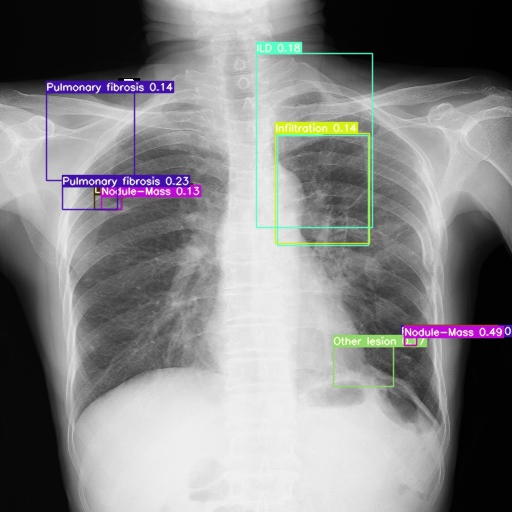 ILD 0.18
Pulmonary fibrosis 0.14
Infiltration 0.14
Pulmonary fibrosis 0.23
Nodule-Mass 0.13
Nodule-Mass 0.49
Other lesion